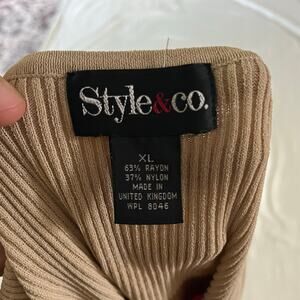 Style&co.
XL
63% RAYON
37% NYLON
MADE IN
UNITED KINGDOM
WPL 8046